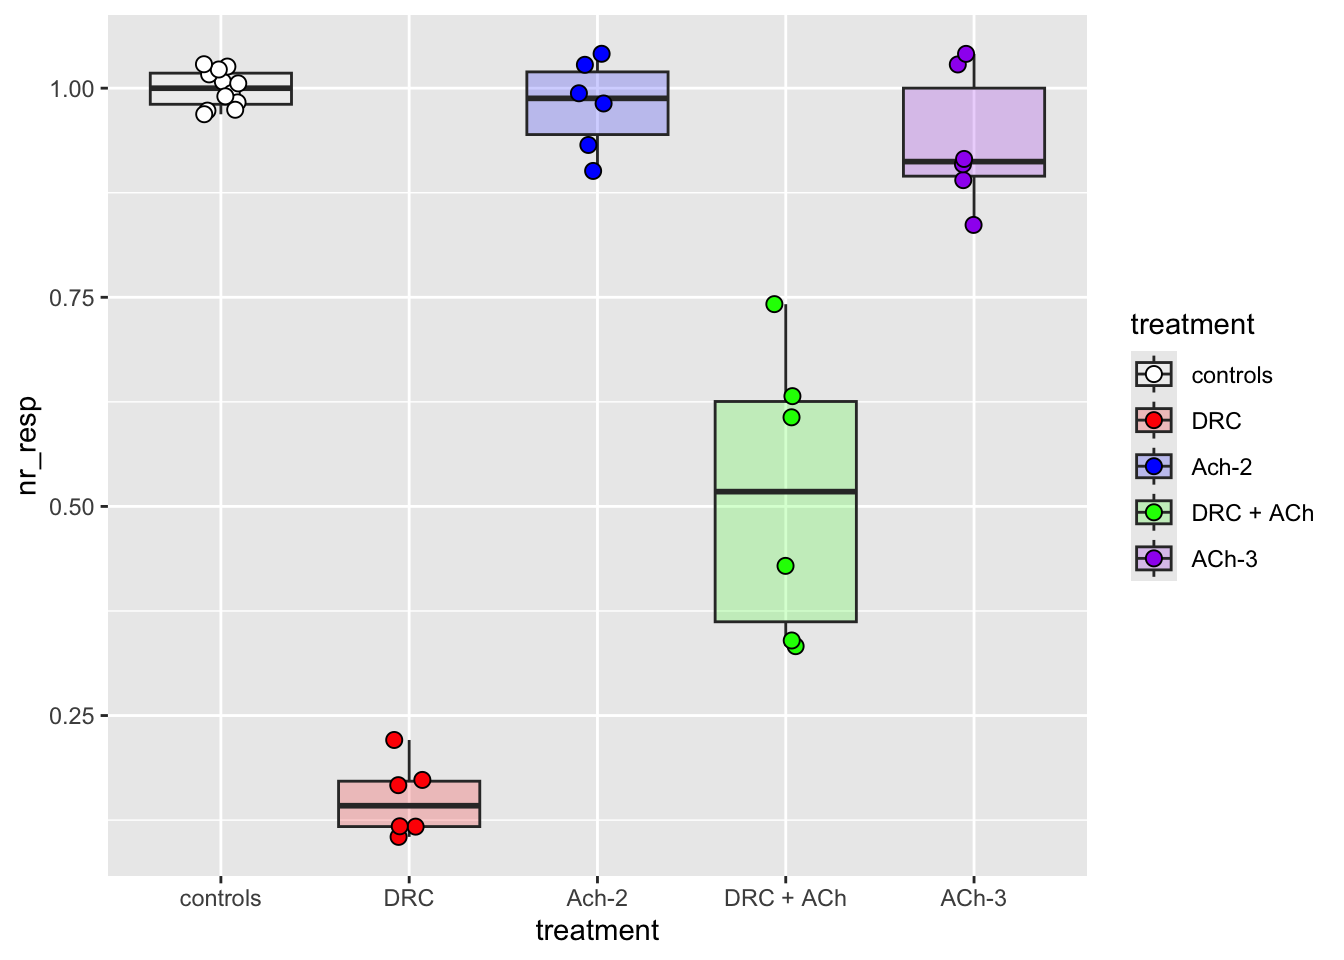 1.00
0.75
0.50
0.25
nr_resp
controls
DRC
Ach-2
DRC + ACh
ACh-3
treatment
treatment
controls
DRC
Ach-2
DRC + ACh
ACh-3